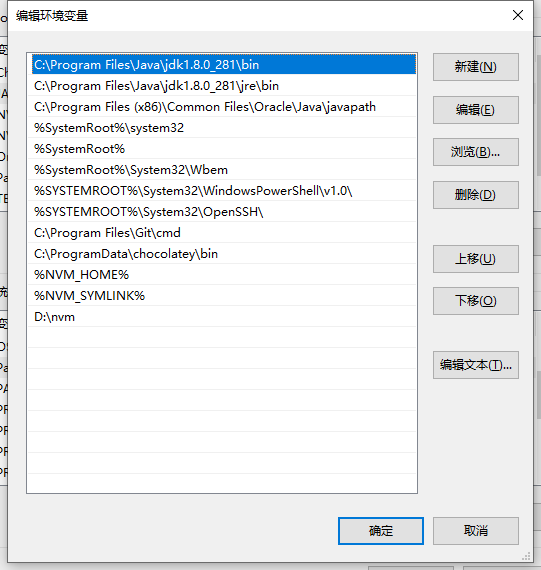 编辑环境变量
C:\Program Files\Java\jdk1.8.0_281\bin
C:\Program Files\Java\jdk1.8.0_281\jre\bin
C:\Program Files (x86)\Common Files\Oracle\Java\javapath
%SystemRoot%\system32
%SystemRoot%
%SystemRoot%\System32\Wbem
%SYSTEMROOT%\System32\WindowsPowerShell\v1.0\
%SYSTEMROOT%\System32\OpenSSH\
C:\Program Files\Git\cmd
C:\ProgramData\chocolatey\bin
%NVM_HOME%
%NVM_SYMLINK%
D:\nvm
新建(N)
编辑(E)
浏览(B)...
删除(D)
上移(U)
下移(O)
编辑文本(T)...
确定
取消